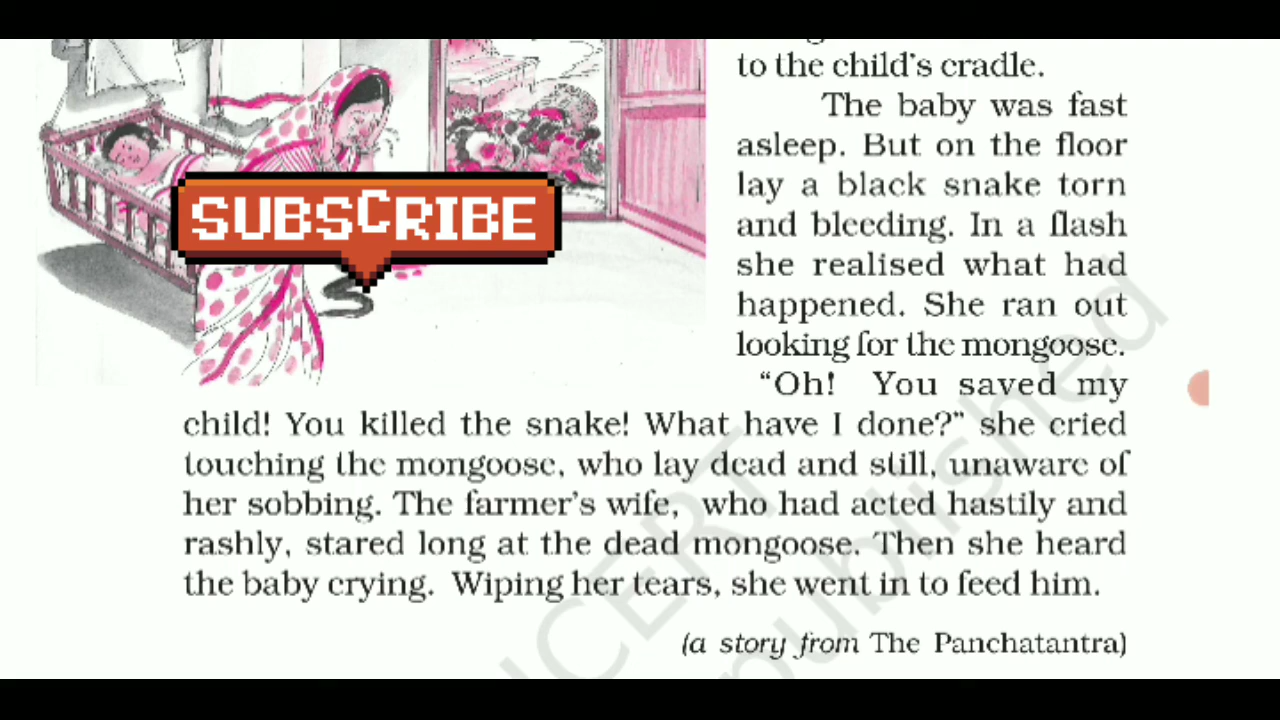 to the child's cradle.
The baby was fast
asleep. But on the floor
lay a black snake torn
and bleeding. In a flash
she realised what had
happened. She ran out
looking for the mongoose.
"Oh! You saved my
child! You killed the snake! What have I done?" she cried
touching the mongoose, who lay dead and still, unaware of
her sobbing. The farmer's wife, who had acted hastily and
rashly, stared long at the dead mongoose. Then she heard
the baby crying. Wiping her tears, she went in to feed him.
(a story from The Panchatantra)
SUBSCRIBE
NCERT
published